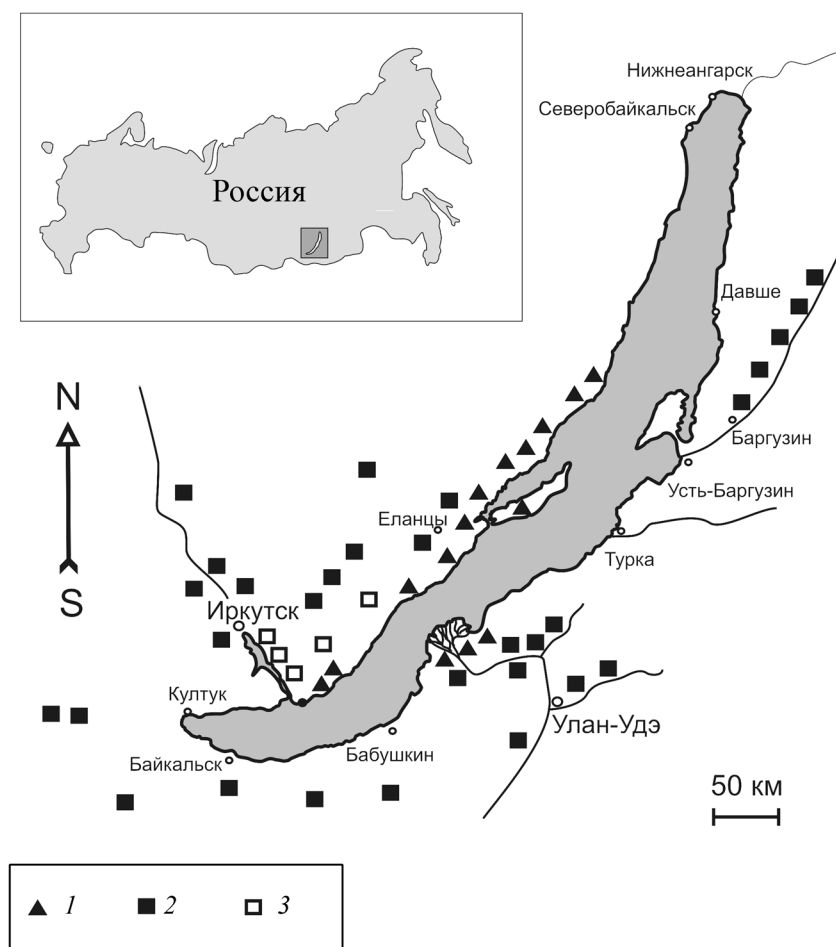 Россия
Нижнеангарск
Северобайкальск
Давше
Баргузин
Усть-Баргузин
Турка
Еланцы
N
S
Иркутск
Култук
Байкальск
Бабушкин
Улан-Удэ
50 км
1 2 3